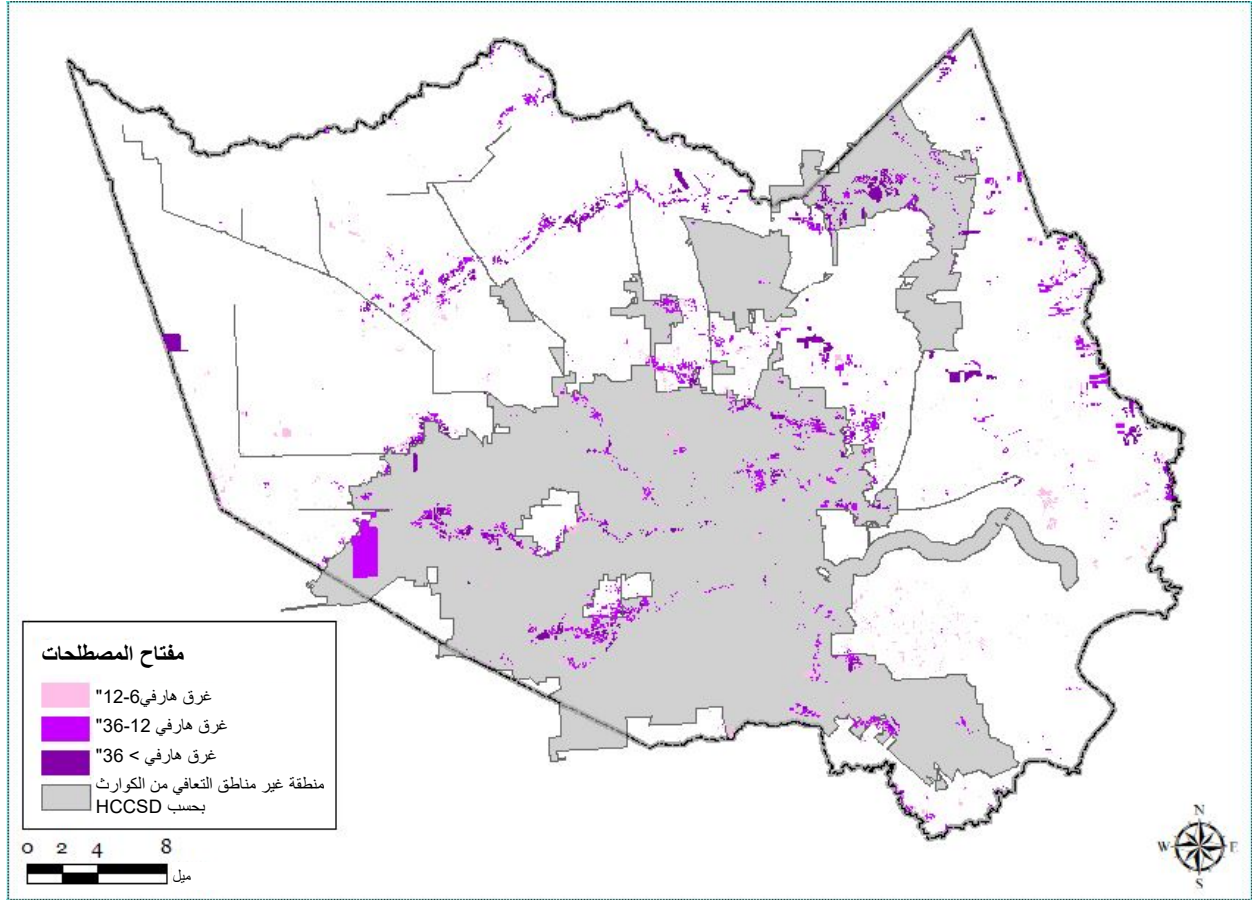 مفتاح المصطلحات
غرق هارفي6-12"
غرق هارفي 12-36"
غرق هارفي > 36"
منطقة غير مناطق التعافي من الكوارث
بحسب HCCSD
0 2 4 8
ميل
N
W E
S